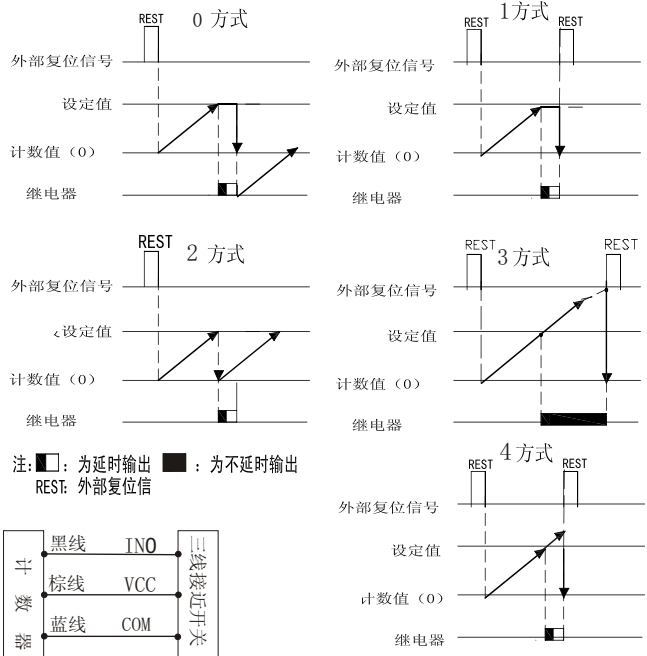 REST
0 方式
外部复位信号
设定值
计数值（0）
继电器
REST
REST
1方式
外部复位信号
设定值
计数值（0）
继电器
REST
2 方式
外部复位信号
设定值
计数值（0）
继电器
REST
REST
3方式
外部复位信号
设定值
计数值（0）
继电器
注: : 为延时输出 : 为不延时输出
REST: 外部复位信
REST
REST
4方式
外部复位信号
设定值
计数值（0）
继电器
计数器
黑线 IN0
棕线 VCC
蓝线 COM
三线接近开关